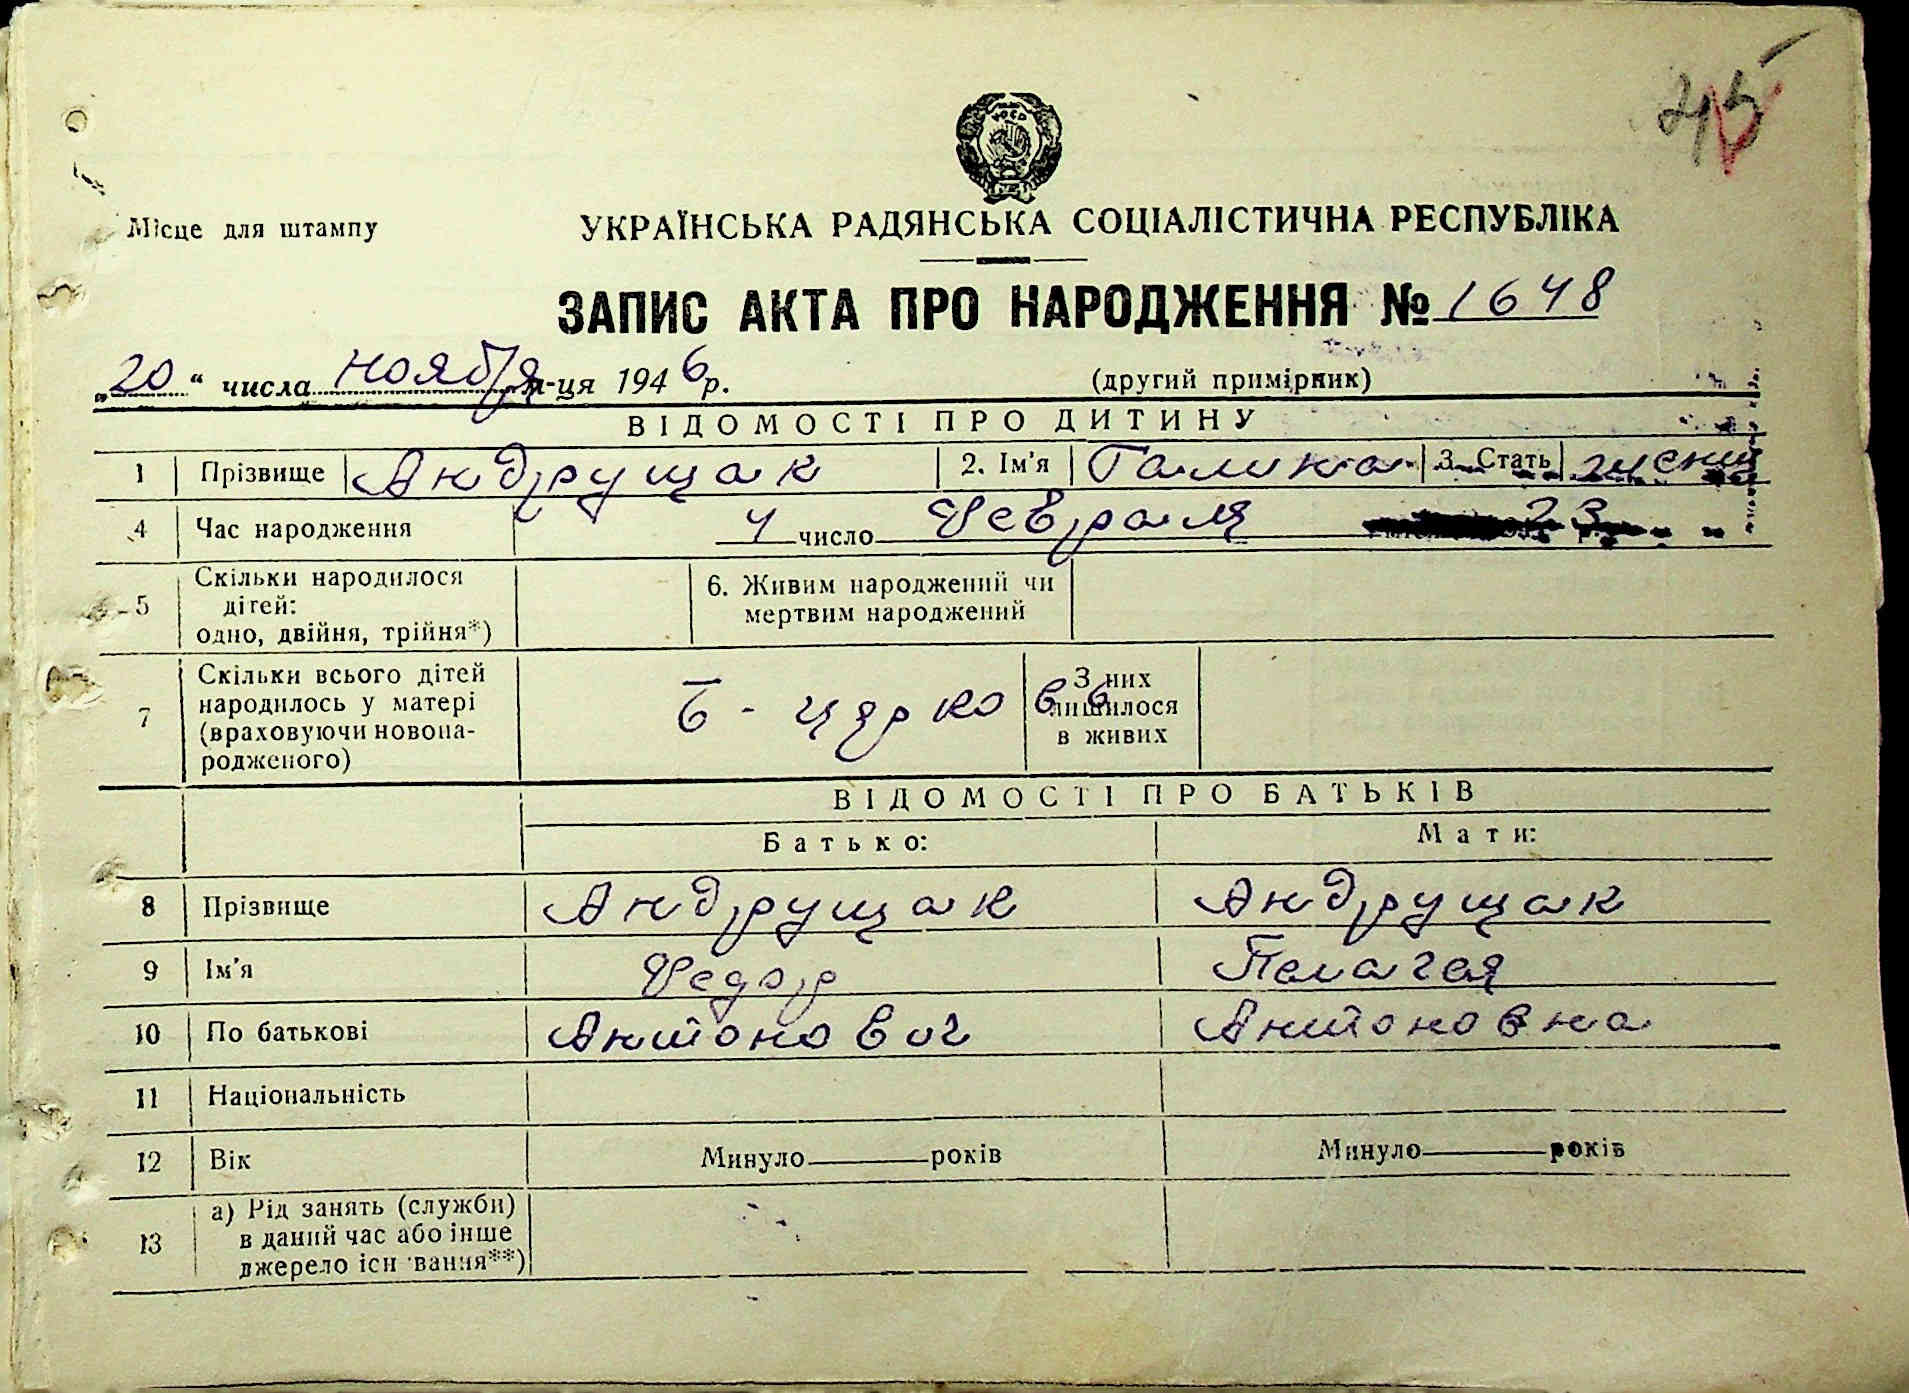 45
Місце для штампу
УКРАЇНСЬКА РАДЯНСЬКА СОЦІАЛІСТИЧНА РЕСПУБЛІКА
ЗАПИС АКТА ПРО НАРОДЖЕННЯ № 1648
„20“ числа ноября м-ця 1946 р. (другий примірник)
ВІДОМОСТІ ПРО ДИТИНУ
1 Прізвище Андрущак 2. Ім'я Галина 3. Стать женщ
4 Час народження 4 число Февраля 23
5 Скільки народилося дітей: одно, двійня, трійня*) 6. Живим народжений чи мертвим народжений
7 Скільки всього дітей народилось у матері (враховуючи новонародженого) Б-Церковь З них лишилося в живих
ВІДОМОСТІ ПРО БАТЬКІВ
Батько: Мати:
8 Прізвище Андрущак Андрущак
9 Ім'я Федор Пелагея
10 По батькові Антонович Антоновна
11 Національність
12 Вік Минуло років Минуло років
13 а) Рід занять (служби)
в даний час або інше
джерело існування**)